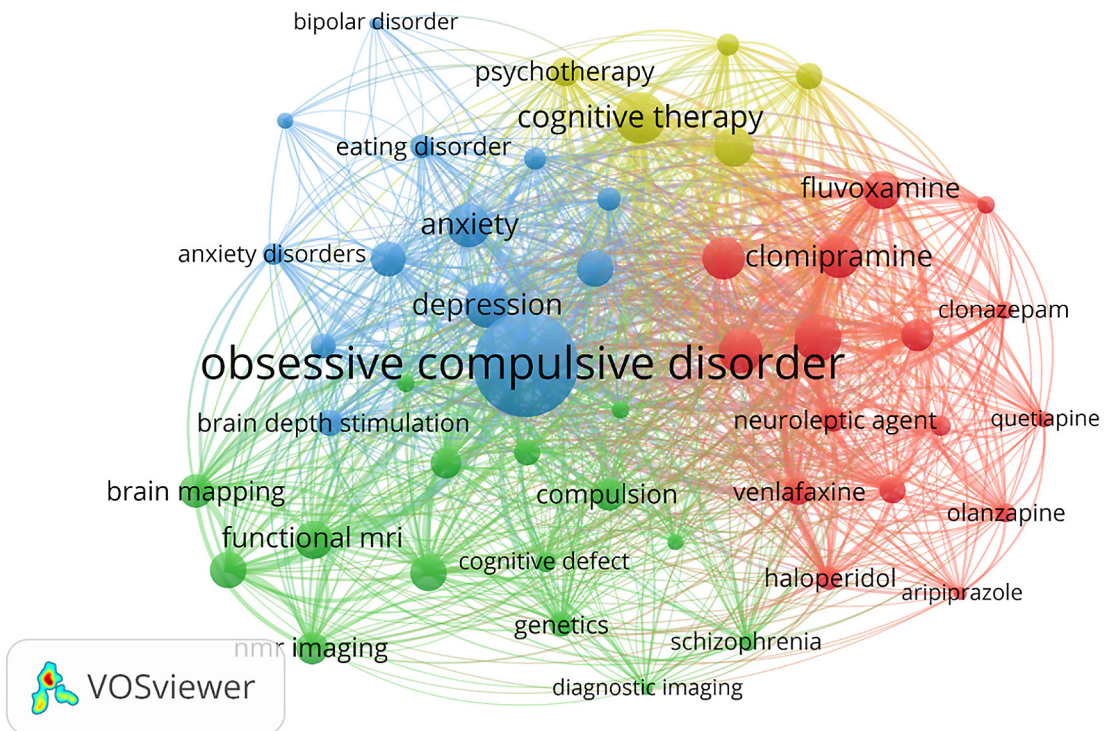 bipolar disorder
psychotherapy
cognitive therapy
eating disorder
fluvoxamine
anxiety
anxiety disorders
clomipramine
depression
clonazepam
obsessive compulsive disorder
brain depth stimulation
neuroleptic agent
quetiapine
brain mapping
compulsion
venlafaxine
olanzapine
functional mri
cognitive defect
haloperidol
aripiprazole
genetics
schizophrenia
nmr imaging
diagnostic imaging
VOSviewer